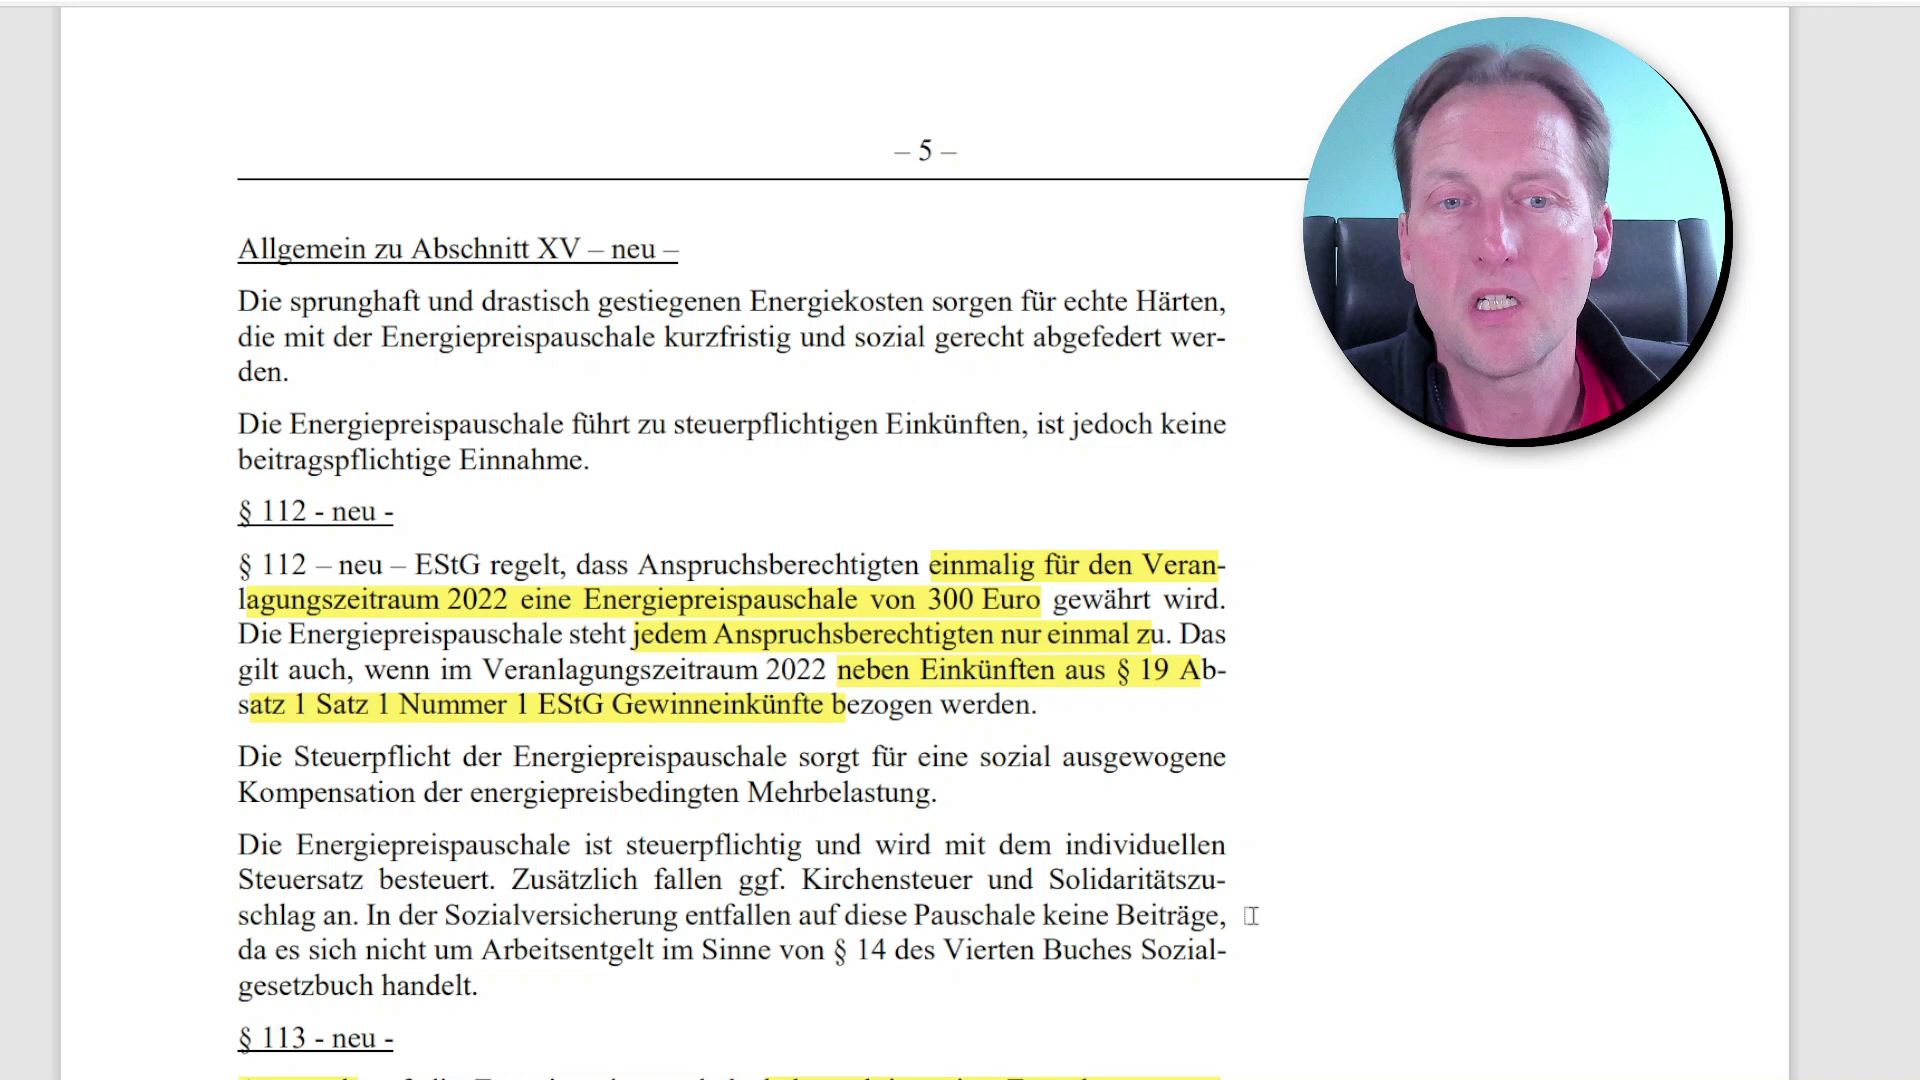 – 5 –
Allgemein zu Abschnitt XV – neu –
Die sprunghaft und drastisch gestiegenen Energiekosten sorgen für echte Härten,
die mit der Energiepreispauschale kurzfristig und sozial gerecht abgefedert wer-
den.
Die Energiepreispauschale führt zu steuerpflichtigen Einkünften, ist jedoch keine
beitragspflichtige Einnahme.
§ 112 - neu -
§ 112 – neu – EStG regelt, dass Anspruchsberechtigten einmalig für den Veran-
lagungszeitraum 2022 eine Energiepreispauschale von 300 Euro gewährt wird.
Die Energiepreispauschale steht jedem Anspruchsberechtigten nur einmal zu. Das
gilt auch, wenn im Veranlagungszeitraum 2022 neben Einkünften aus § 19 Ab-
satz 1 Satz 1 Nummer 1 EStG Gewinneinkünfte bezogen werden.
Die Steuerpflicht der Energiepreispauschale sorgt für eine sozial ausgewogene
Kompensation der energiepreisbedingten Mehrbelastung.
Die Energiepreispauschale ist steuerpflichtig und wird mit dem individuellen
Steuersatz besteuert. Zusätzlich fallen ggf. Kirchensteuer und Solidaritätszu-
schlag an. In der Sozialversicherung entfallen auf diese Pauschale keine Beiträge,
da es sich nicht um Arbeitsentgelt im Sinne von § 14 des Vierten Buches Sozial-
gesetzbuch handelt.
§ 113 - neu -